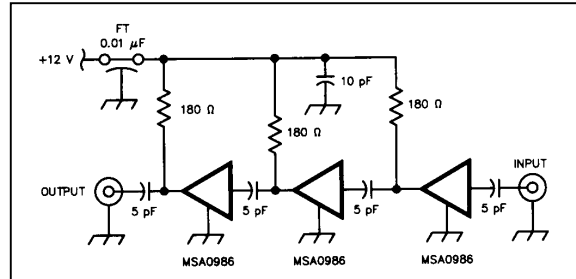 FT
0.01 µF
+12 V
10 pF
180 Ω
180 Ω
180 Ω
OUTPUT
INPUT
5 pF
5 pF
5 pF
5 pF
MSA0986
MSA0986
MSA0986